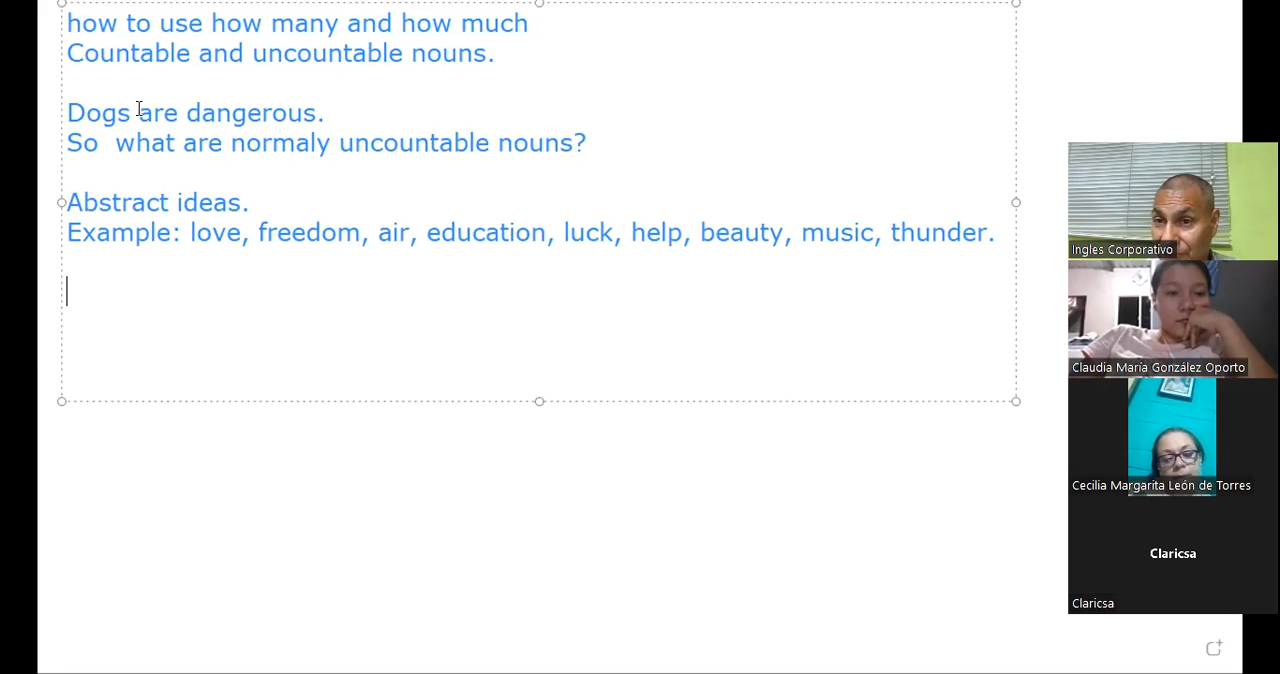 how to use how many and how much
Countable and uncountable nouns.
Dogs are dangerous.
So  what are normaly uncountable nouns?
Abstract ideas.
Example: love, freedom, air, education, luck, help, beauty, music, thunder.
Ingles Corporativo
Claudia María González Oporto
Cecilia Margarita León de Torres
Claricsa
Claricsa